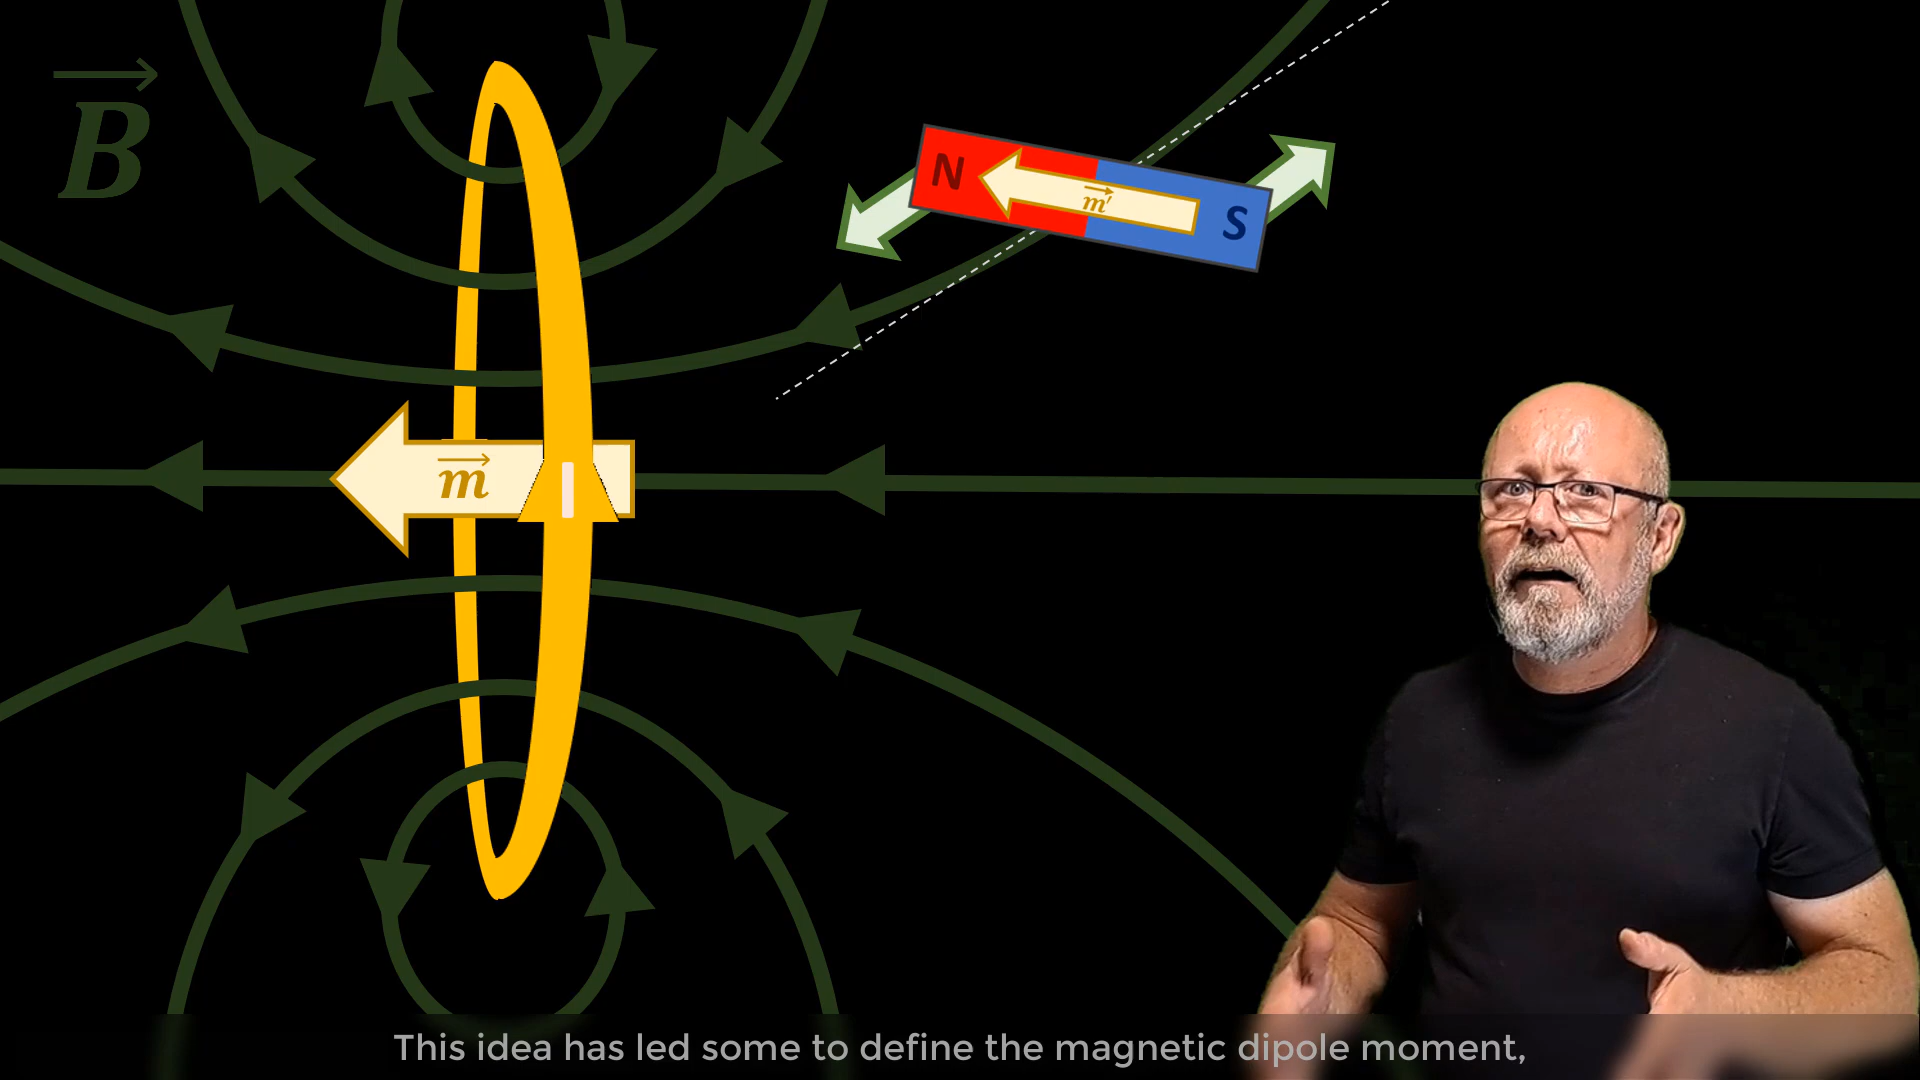 B
N
m'
S
m
This idea has led some to define the magnetic dipole moment,